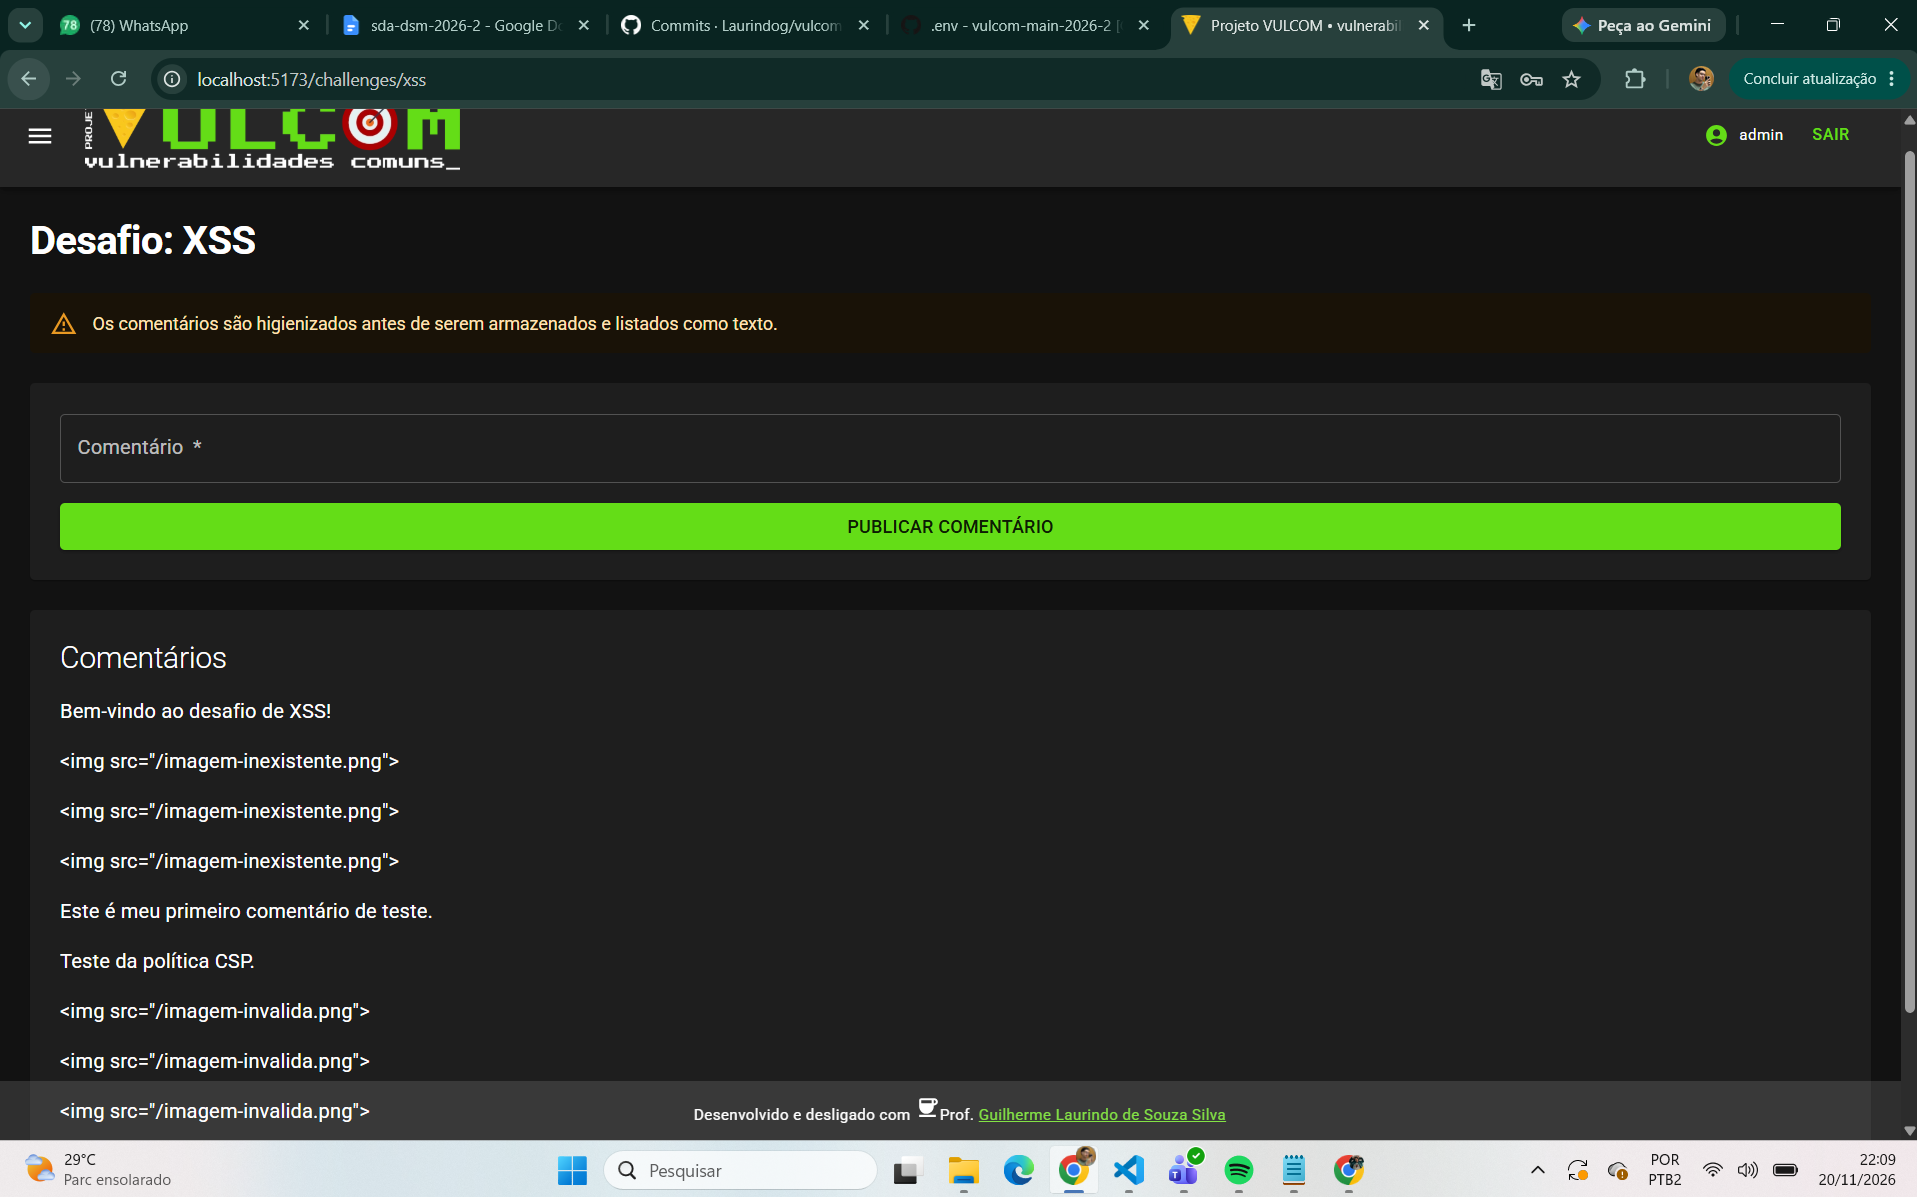 78 (78) WhatsApp
sda-dsm-2026-2 - Google Do
Commits · Laurindog/vulcom
.env - vulcom-main-2026-2 [
Projeto VULCOM • vulnerabil
Peça ao Gemini
localhost:5173/challenges/xss
Concluir atualização
PROJE VULCOM
vulnerabilidades comuns_
admin
SAIR
Desafio: XSS
Os comentários são higienizados antes de serem armazenados e listados como texto.
Comentário *
PUBLICAR COMENTÁRIO
Comentários
Bem-vindo ao desafio de XSS!
<img src="/imagem-inexistente.png">
<img src="/imagem-inexistente.png">
<img src="/imagem-inexistente.png">
Este é meu primeiro comentário de teste.
Teste da política CSP.
<img src="/imagem-invalida.png">
<img src="/imagem-invalida.png">
<img src="/imagem-invalida.png">
Desenvolvido e desligado com Prof. Guilherme Laurindo de Souza Silva
29°C
Parc ensolarado
Pesquisar
POR
PTB2
22:09
20/11/2026